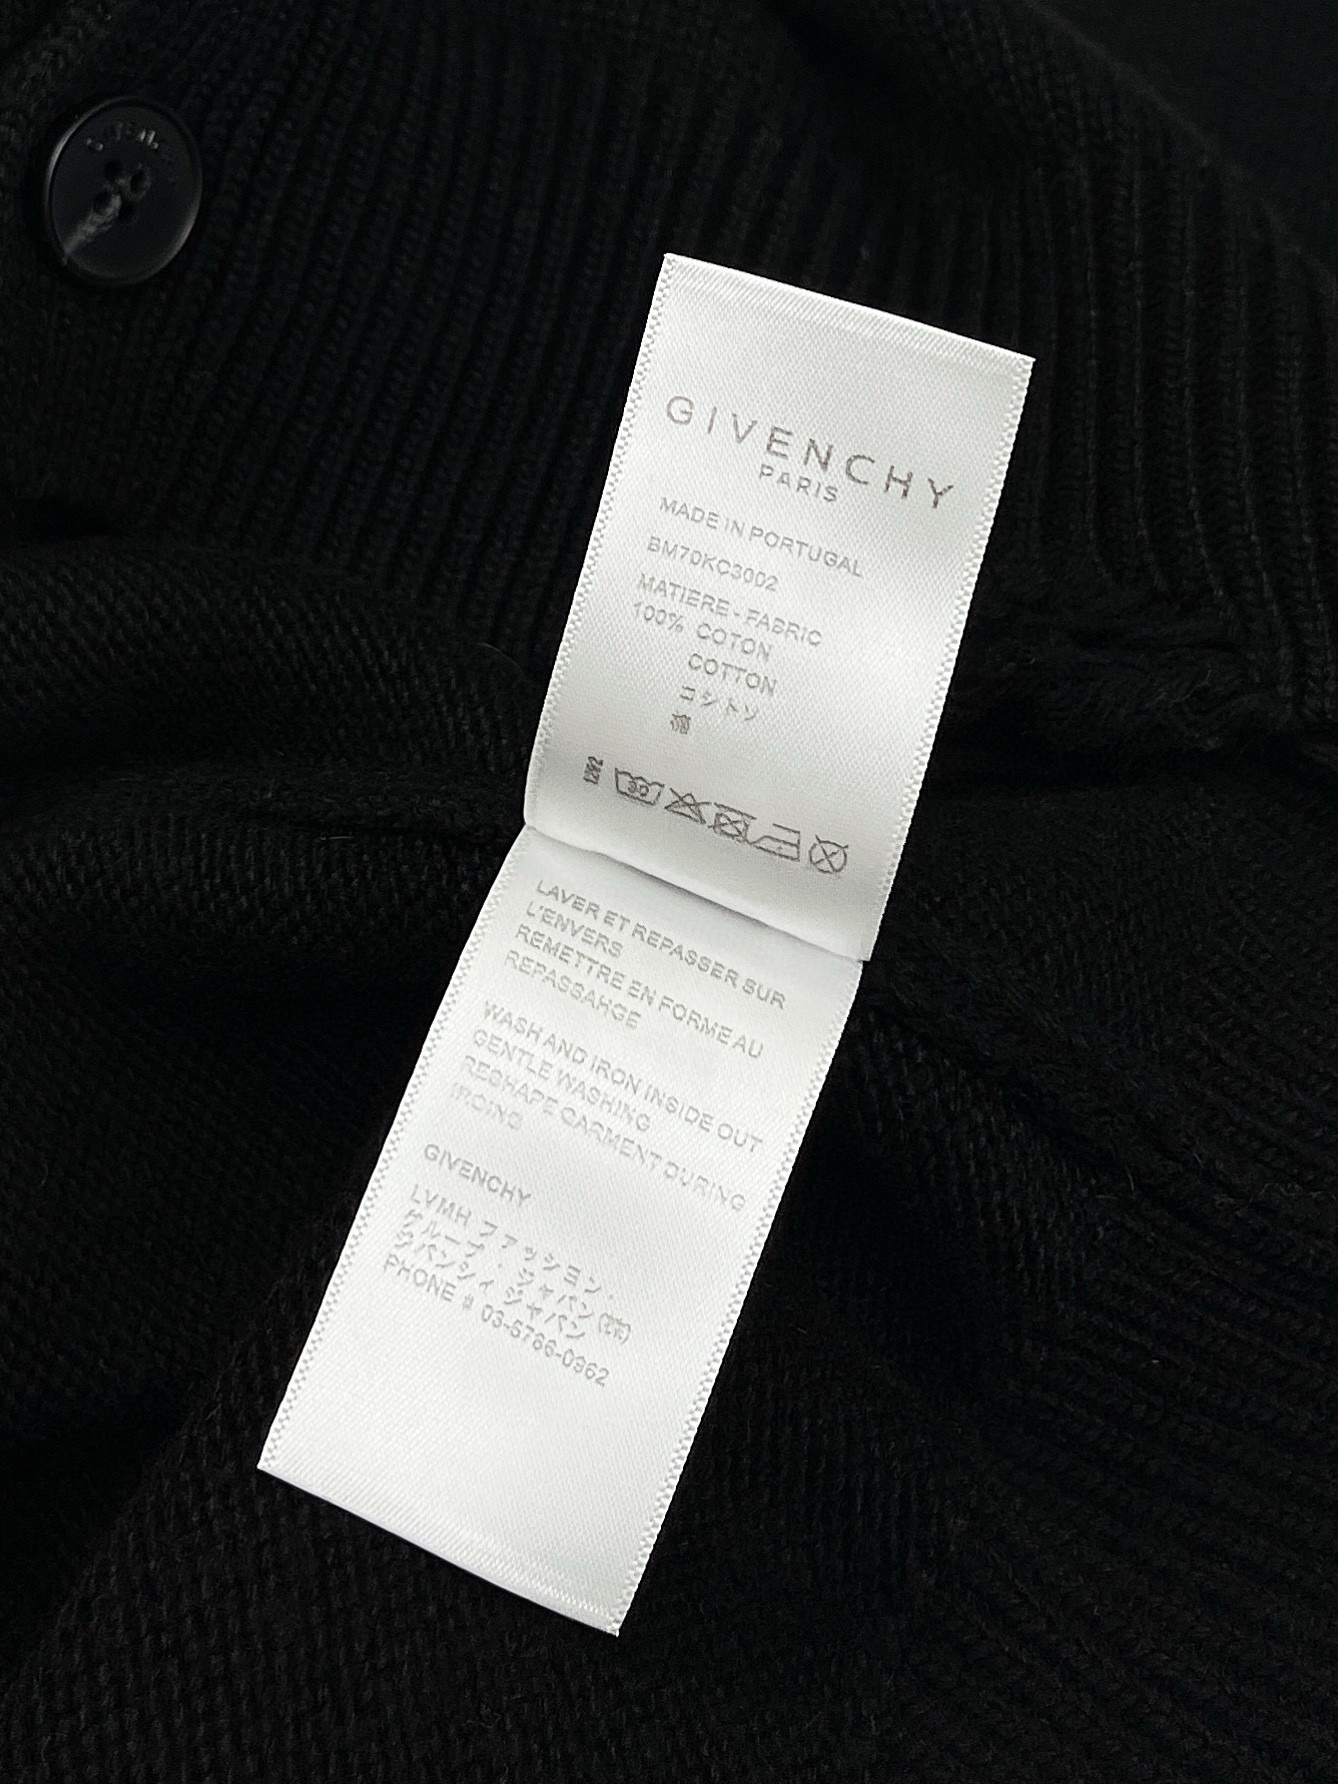 GIVENCHY
PARIS
MADE IN PORTUGAL
BM70KC3002
MATIERE - FABRIC
100% COTON
COTTON
コシトソ
綿
LAVER ET REPASSER SUR
L'ENVERS
REMETTRE EN FORME AU
REPASSAHGE
WASH AND IRON INSIDE OUT
GENTLE WASHING
RESHAPE GARMENT DURING
IROING
GIVENCHY
LVMH ファッション・
グループ・ジャパン(株)
ジバンシィ ジャパン
PHONE # 03-5766-0962
30